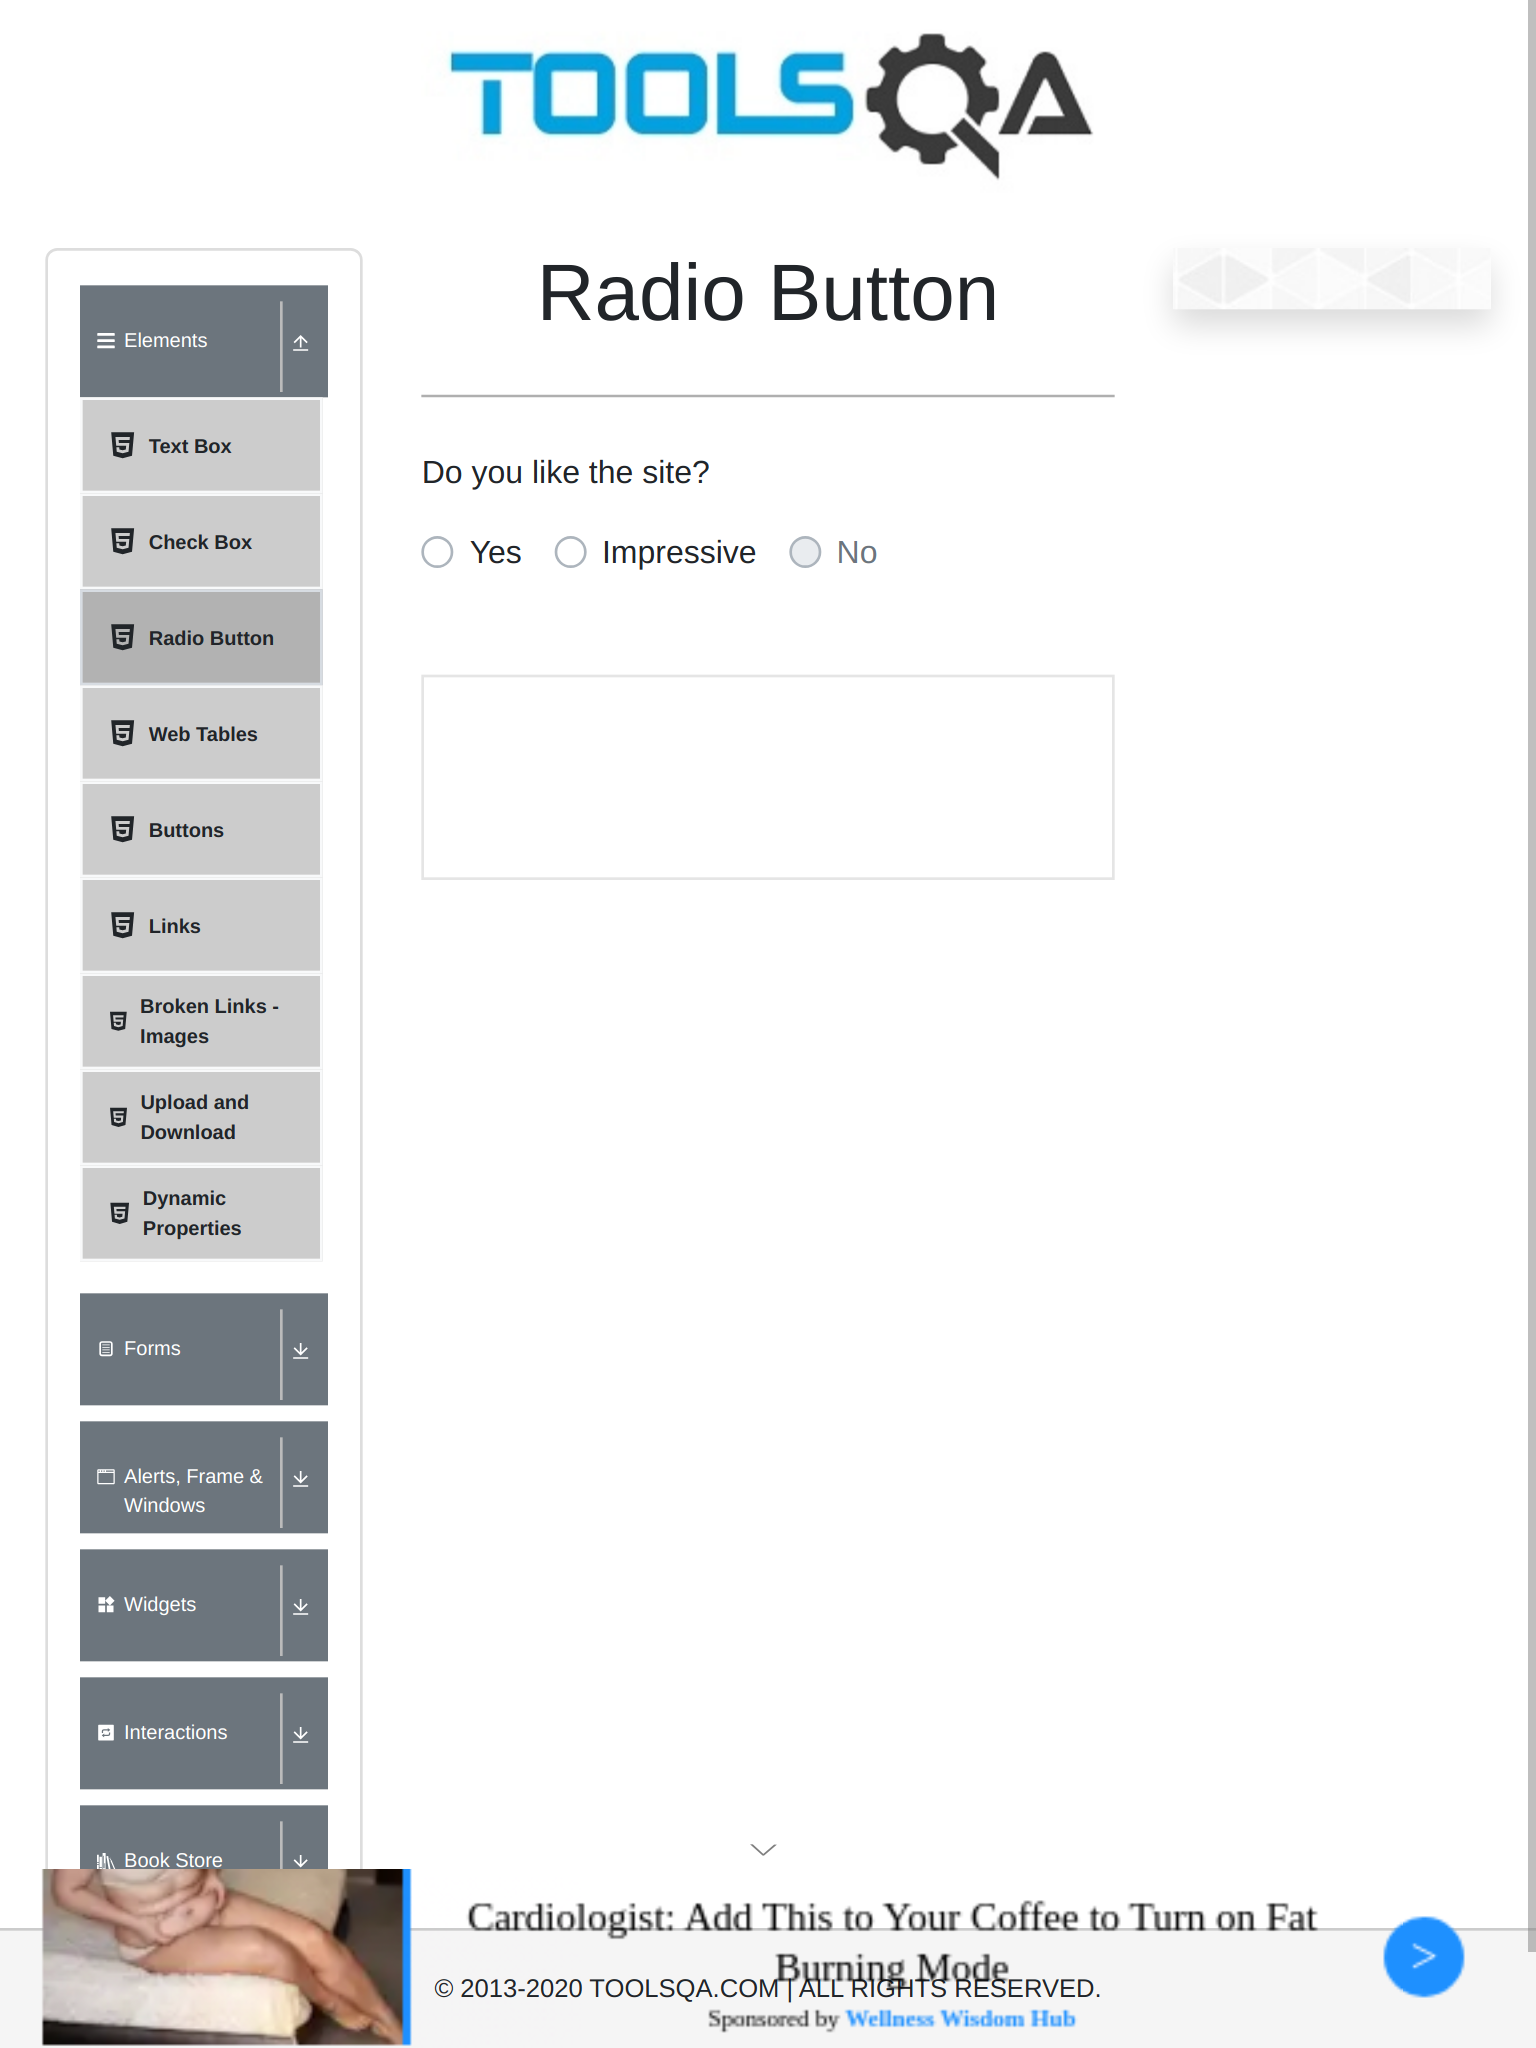 TOOLSQA
Radio Button
Elements
Text Box
Check Box
Radio Button
Web Tables
Buttons
Links
Broken Links -
Images
Upload and
Download
Dynamic
Properties
Forms
Alerts, Frame &
Windows
Widgets
Interactions
Book Store
Do you like the site?
Yes
Impressive
No
Cardiologist: Add This to Your Coffee to Turn on Fat
Burning Mode
© 2013-2020 TOOLSQA.COM | ALL RIGHTS RESERVED.
Sponsored by Wellness Wisdom Hub